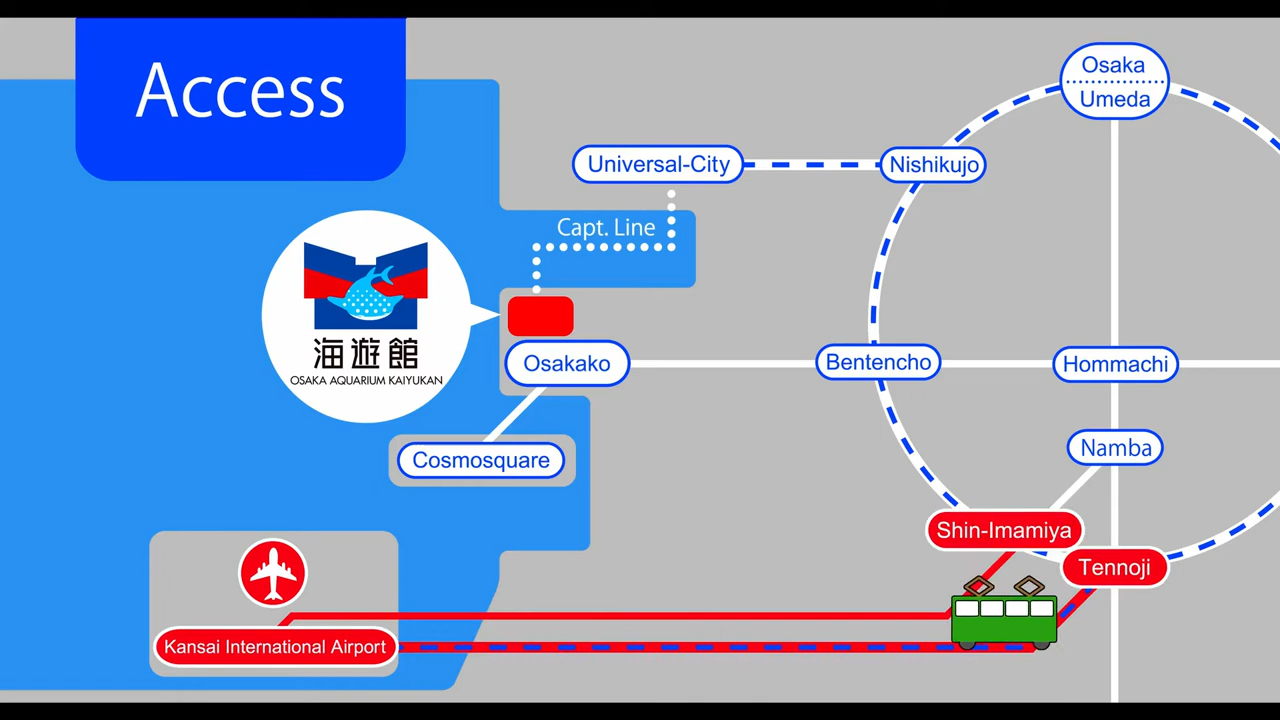 Access
Osaka
Umeda
Universal-City
Nishikujo
Capt. Line
海遊館
OSAKA AQUARIUM KAIYUKAN
Osakako
Bentencho
Hommachi
Namba
Cosmosquare
Shin-Imamiya
Tennoji
Kansai International Airport